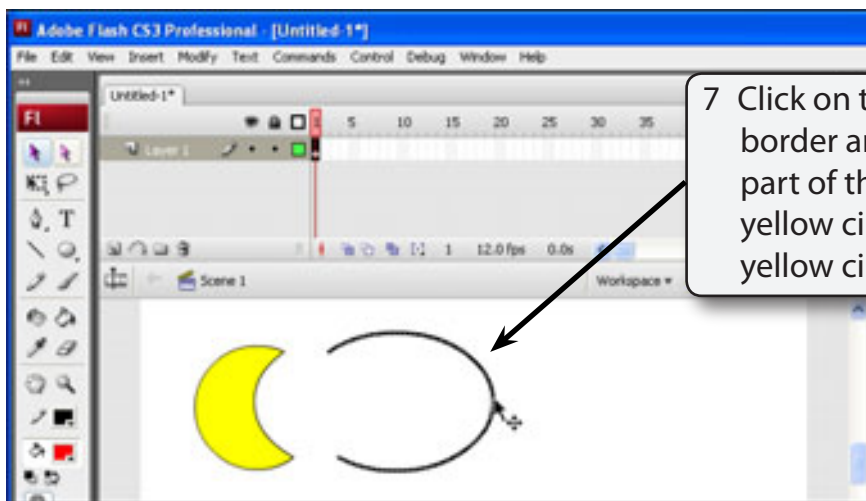 Adobe Flash CS3 Professional - [Untitled-1*]
File Edit View Insert Modify Text Commands Control Debug Window Help
Untitled-1*
Fl
5 10 15 20 25 30 35
Layer 1
1 12.0 fps 0.0s
Scene 1
Workspace
7 Click on t
border a
part of th
yellow ci
yellow ci